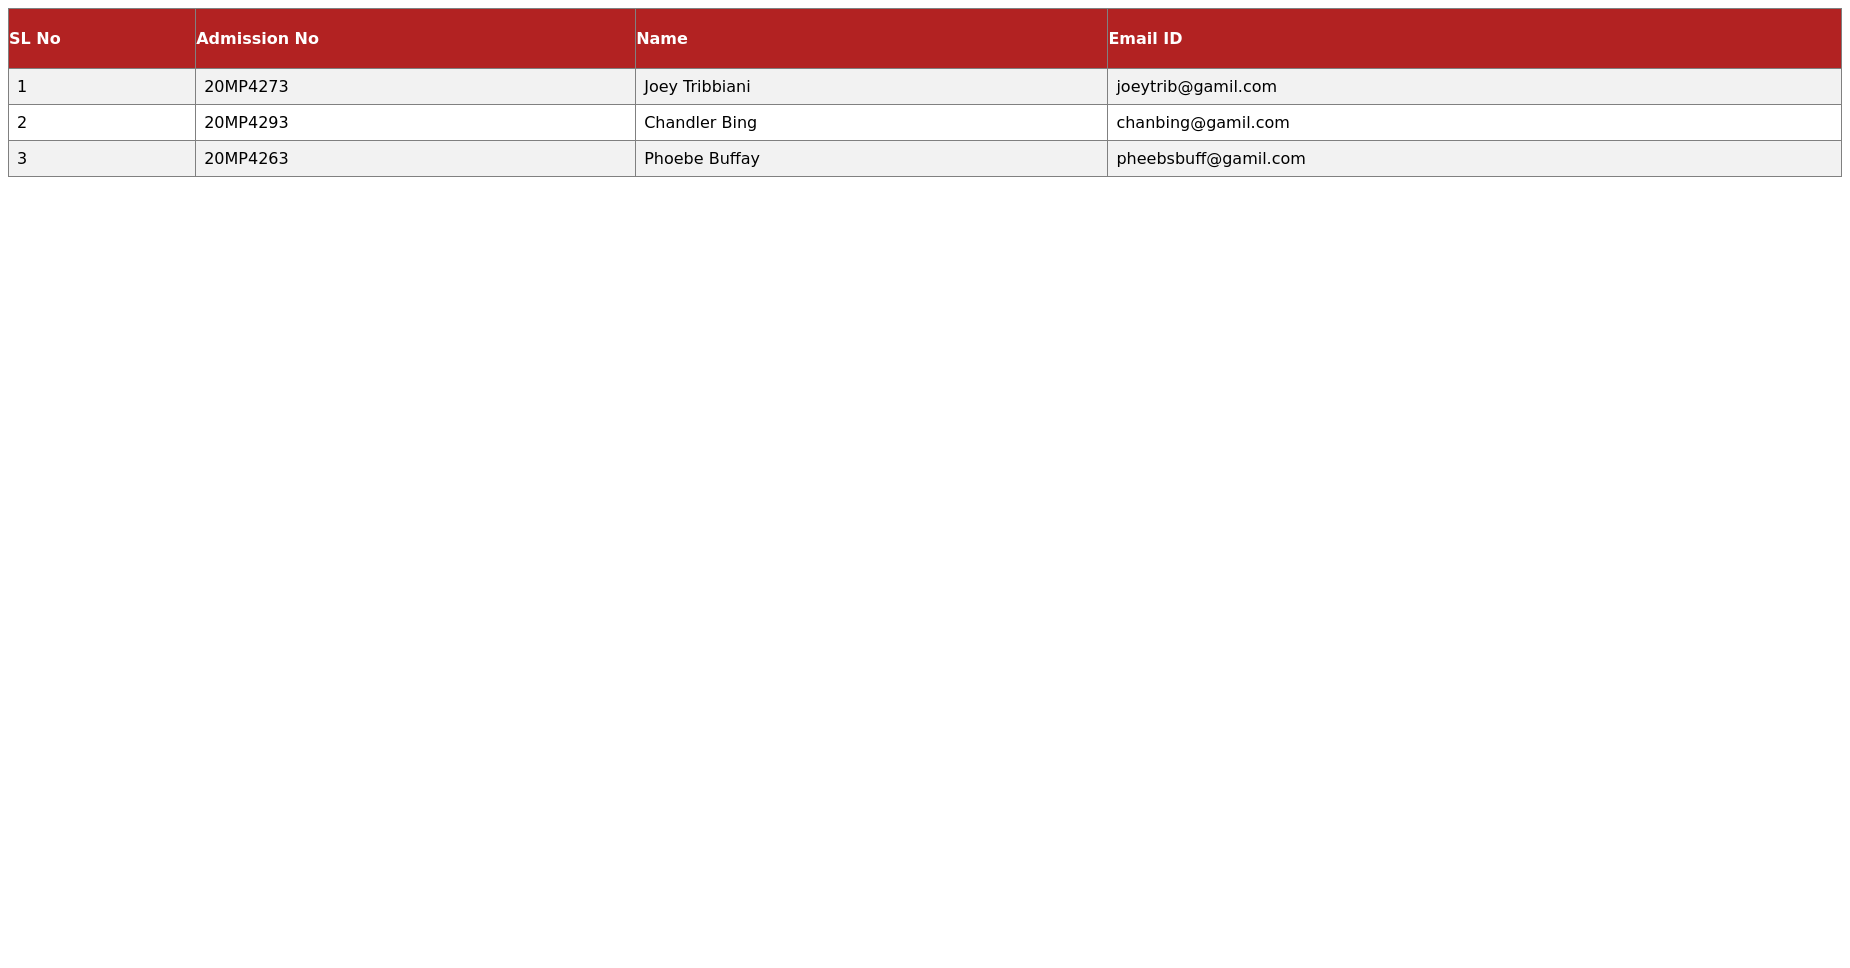 SL No Admission No Name Email ID
1 20MP4273 Joey Tribbiani joeytrib@gamil.com
2 20MP4293 Chandler Bing chanbing@gamil.com
3 20MP4263 Phoebe Buffay pheebsbuff@gamil.com